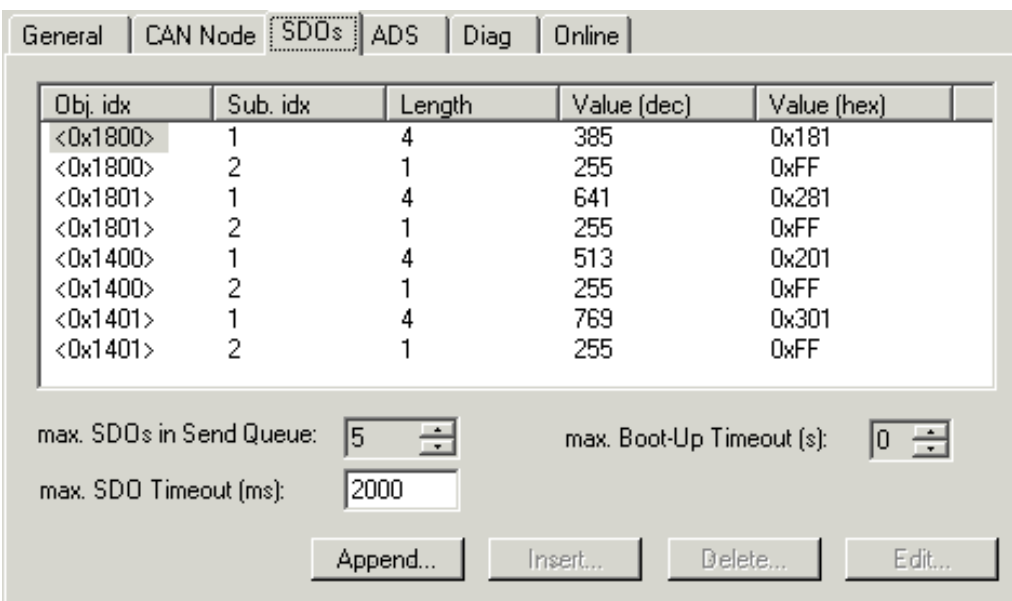 General CAN Node SDOs ADS Diag Online
Obj. idx Sub. idx Length Value (dec) Value (hex)
<0x1800> 1 4 385 0x181
<0x1800> 2 1 255 0xFF
<0x1801> 1 4 641 0x281
<0x1801> 2 1 255 0xFF
<0x1400> 1 4 513 0x201
<0x1400> 2 1 255 0xFF
<0x1401> 1 4 769 0x301
<0x1401> 2 1 255 0xFF
max. SDOs in Send Queue: 5 max. Boot-Up Timeout (s): 0
max. SDO Timeout (ms): 2000
Append... Insert... Delete... Edit...